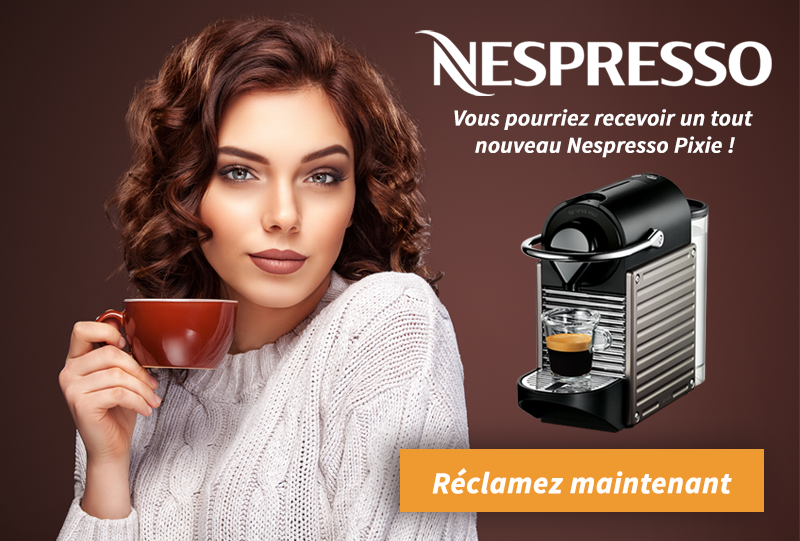 NESPRESSO
Vous pourriez recevoir un tout
nouveau Nespresso Pixie !
Réclamez maintenant